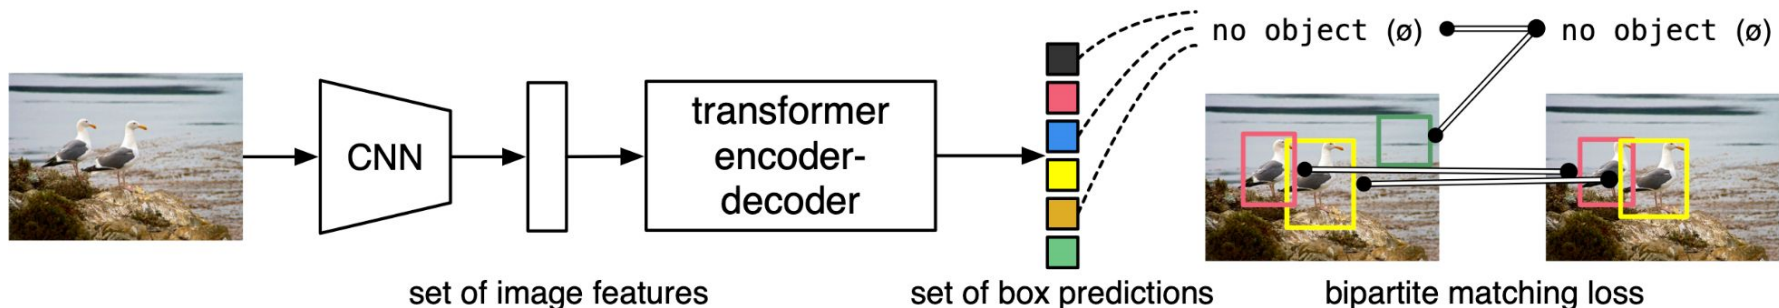 no object (ø)
no object (ø)
CNN
transformer
encoder-
decoder
set of image features
set of box predictions
bipartite matching loss